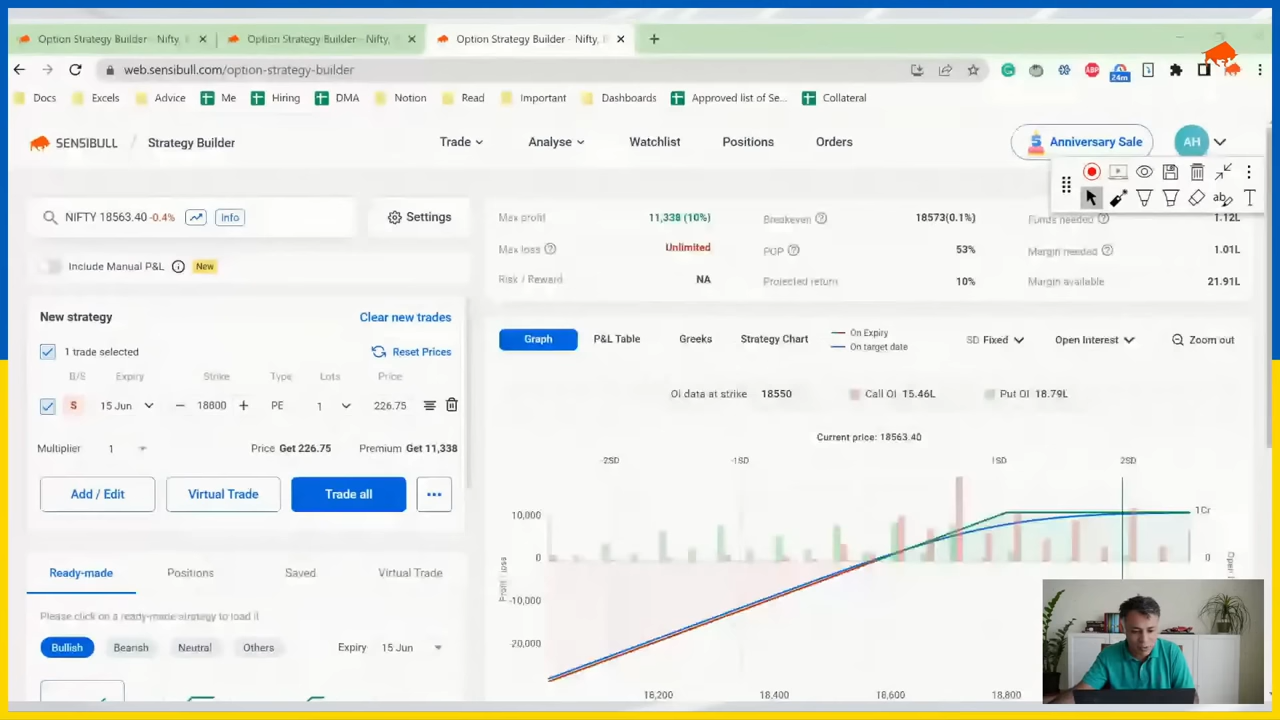 Option Strategy Builder - Nifty, Option Strategy Builder - Nifty, Option Strategy Builder - Nifty,
web.sensibull.com/option-strategy-builder
ABP 24m
Docs Excels Advice Me Hiring DMA Notion Read Important Dashboards Approved list of Se... Collateral
SENSIBULL / Strategy Builder Trade Analyse Watchlist Positions Orders Anniversary Sale AH
NIFTY 18563.40 -0.4% Info Settings
Max profit 11,338 (10%) Breakeven 18573(0.1%) Funds needed 1.12L
Max loss Unlimited POP 53% Margin needed 1.01L
Include Manual P&L New
Risk / Reward NA Projected return 10% Margin available 21.91L
New strategy Clear new trades
Graph P&L Table Greeks Strategy Chart On Expiry On target date SD Fixed Open Interest Zoom out
1 trade selected Reset Prices
B/S Expiry Strike Type Lots Price
S 15 Jun 18800 PE 1 226.75
OI data at strike 18550 Call OI 15.46L Put OI 18.79L
Current price: 18563.40
Multiplier 1 Price Get 226.75 Premium Get 11,338
-2SD -1SD 1SD 2SD
Add / Edit Virtual Trade Trade all
10,000 1Cr
0 0
-10,000
-20,000
Profit / loss
Ready-made Positions Saved Virtual Trade
Please click on a ready-made strategy to load it
Bullish Bearish Neutral Others Expiry 15 Jun
18,200 18,400 18,600 18,800